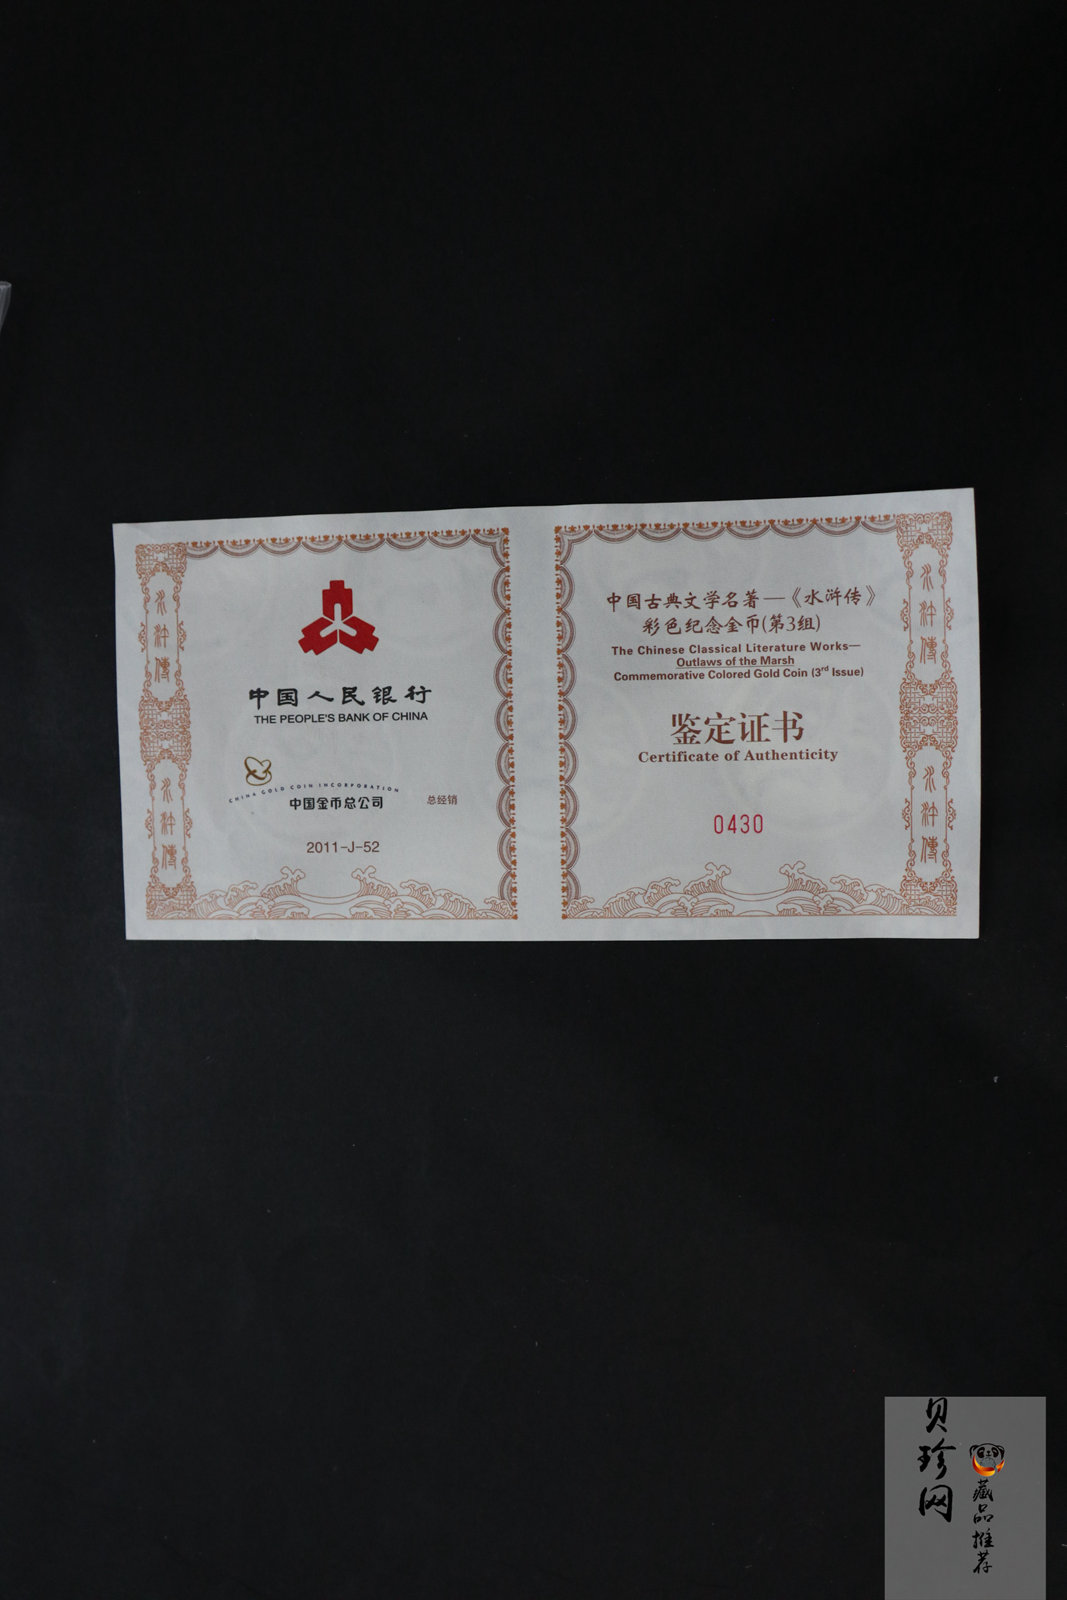 中国人民银行
THE PEOPLE'S BANK OF CHINA
CHINA GOLD COIN INCORPORATION
中国金币总公司
总经销
2011-J-52
水浒傳
水浒傳
中国古典文学名著—《水浒传》
彩色纪念金币(第3组)
The Chinese Classical Literature Works—
Outlaws of the Marsh
Commemorative Colored Gold Coin (3rd Issue)
鉴定证书
Certificate of Authenticity
0430
水浒傳
水浒傳
贝珍网
藏品推荐